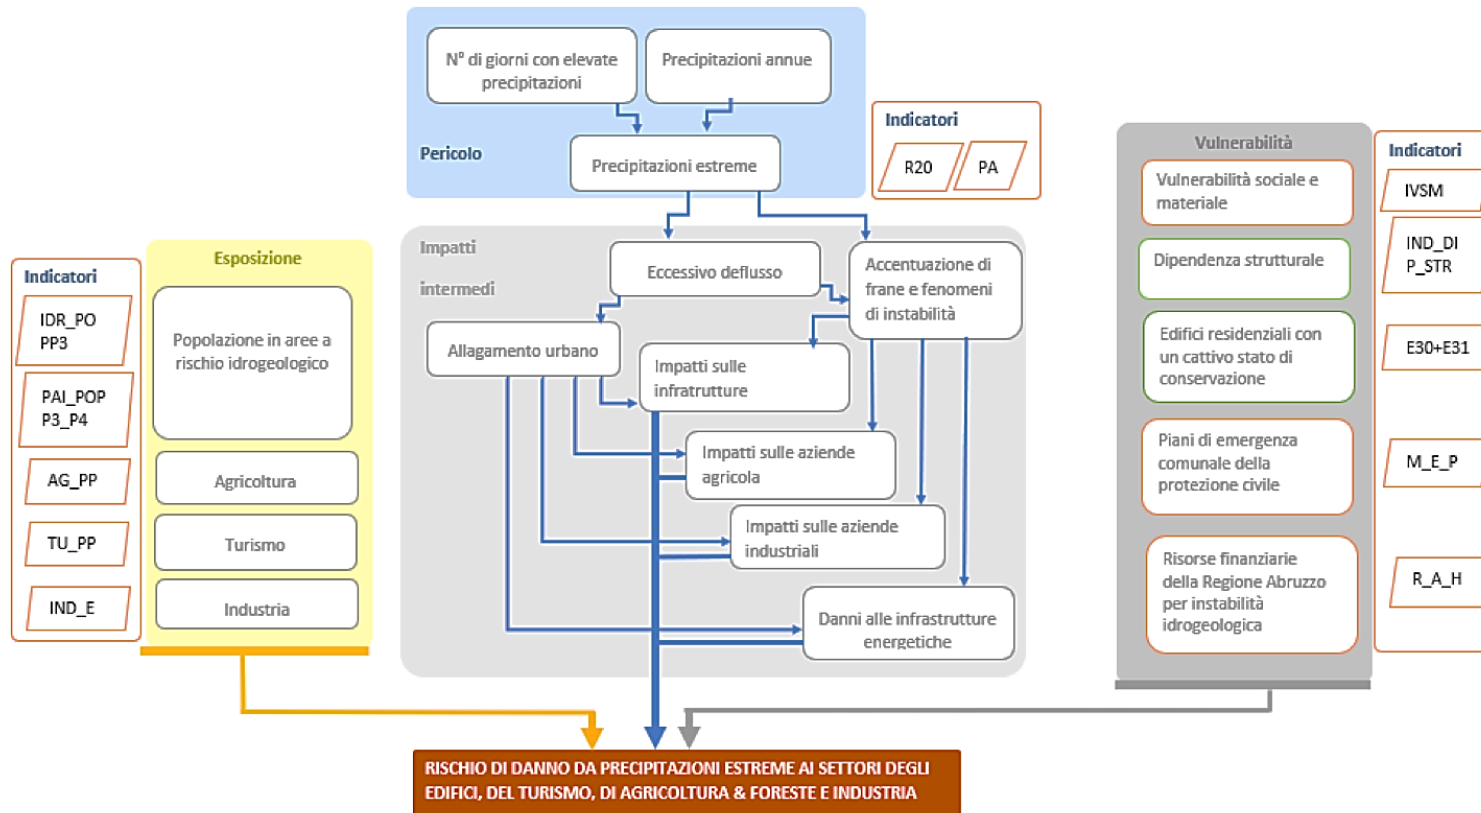 N° di giorni con elevate
precipitazioni
Precipitazioni annue
Pericolo
Precipitazioni estreme
Indicatori
R20
PA
Vulnerabilità
Vulnerabilità sociale e
materiale
Dipendenza strutturale
Edifici residenziali con
un cattivo stato di
conservazione
Piani di emergenza
comunale della
protezione civile
Risorse finanziarie
della Regione Abruzzo
per instabilità
idrogeologica
Indicatori
IVSM
IND_DI
P_STR
E30+E31
M_E_P
R_A_H
Indicatori
IDR_PO
PP3
PAI_POP
P3_P4
AG_PP
TU_PP
IND_E
Esposizione
Popolazione in aree a
rischio idrogeologico
Agricoltura
Turismo
Industria
Impatti
intermedi
Eccessivo deflusso
Accentuazione di
frane e fenomeni
di instabilità
Allagamento urbano
Impatti sulle
infratrutture
Impatti sulle aziende
agricola
Impatti sulle aziende
industriali
Danni alle infrastrutture
energetiche
RISCHIO DI DANNO DA PRECIPITAZIONI ESTREME AI SETTORI DEGLI
EDIFICI, DEL TURISMO, DI AGRICOLTURA & FORESTE E INDUSTRIA